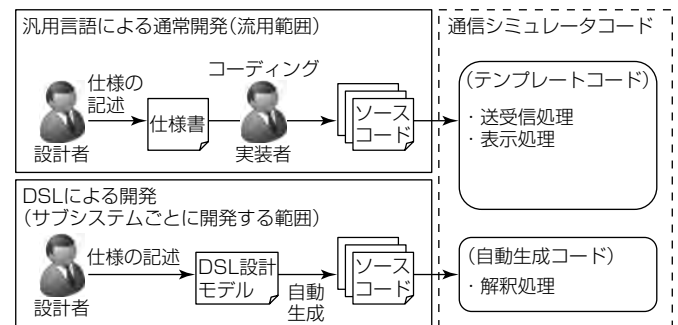 汎用言語による通常開発(流用範囲)
仕様の
記述
設計者
仕様書
コーディング
実装者
ソース
コード
DSLによる開発
(サブシステムごとに開発する範囲)
仕様の記述
設計者
DSL設計
モデル
自動
生成
ソース
コード
通信シミュレータコード
(テンプレートコード)
・送受信処理
・表示処理
(自動生成コード)
・解釈処理